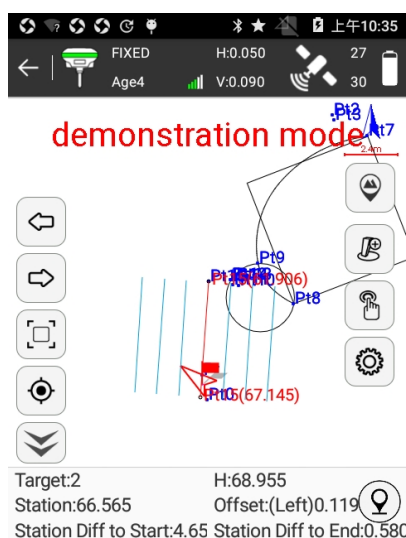 上午10:35
FIXED H:0.050 27
Age4 V:0.090 30
demonstration mode
Pt7
2.4m
Pt9
Pt8
Pt0
(67.145)
Target:2 H:68.955
Station:66.565 Offset:(Left)0.119
Station Diff to Start:4.65 Station Diff to End:0.580